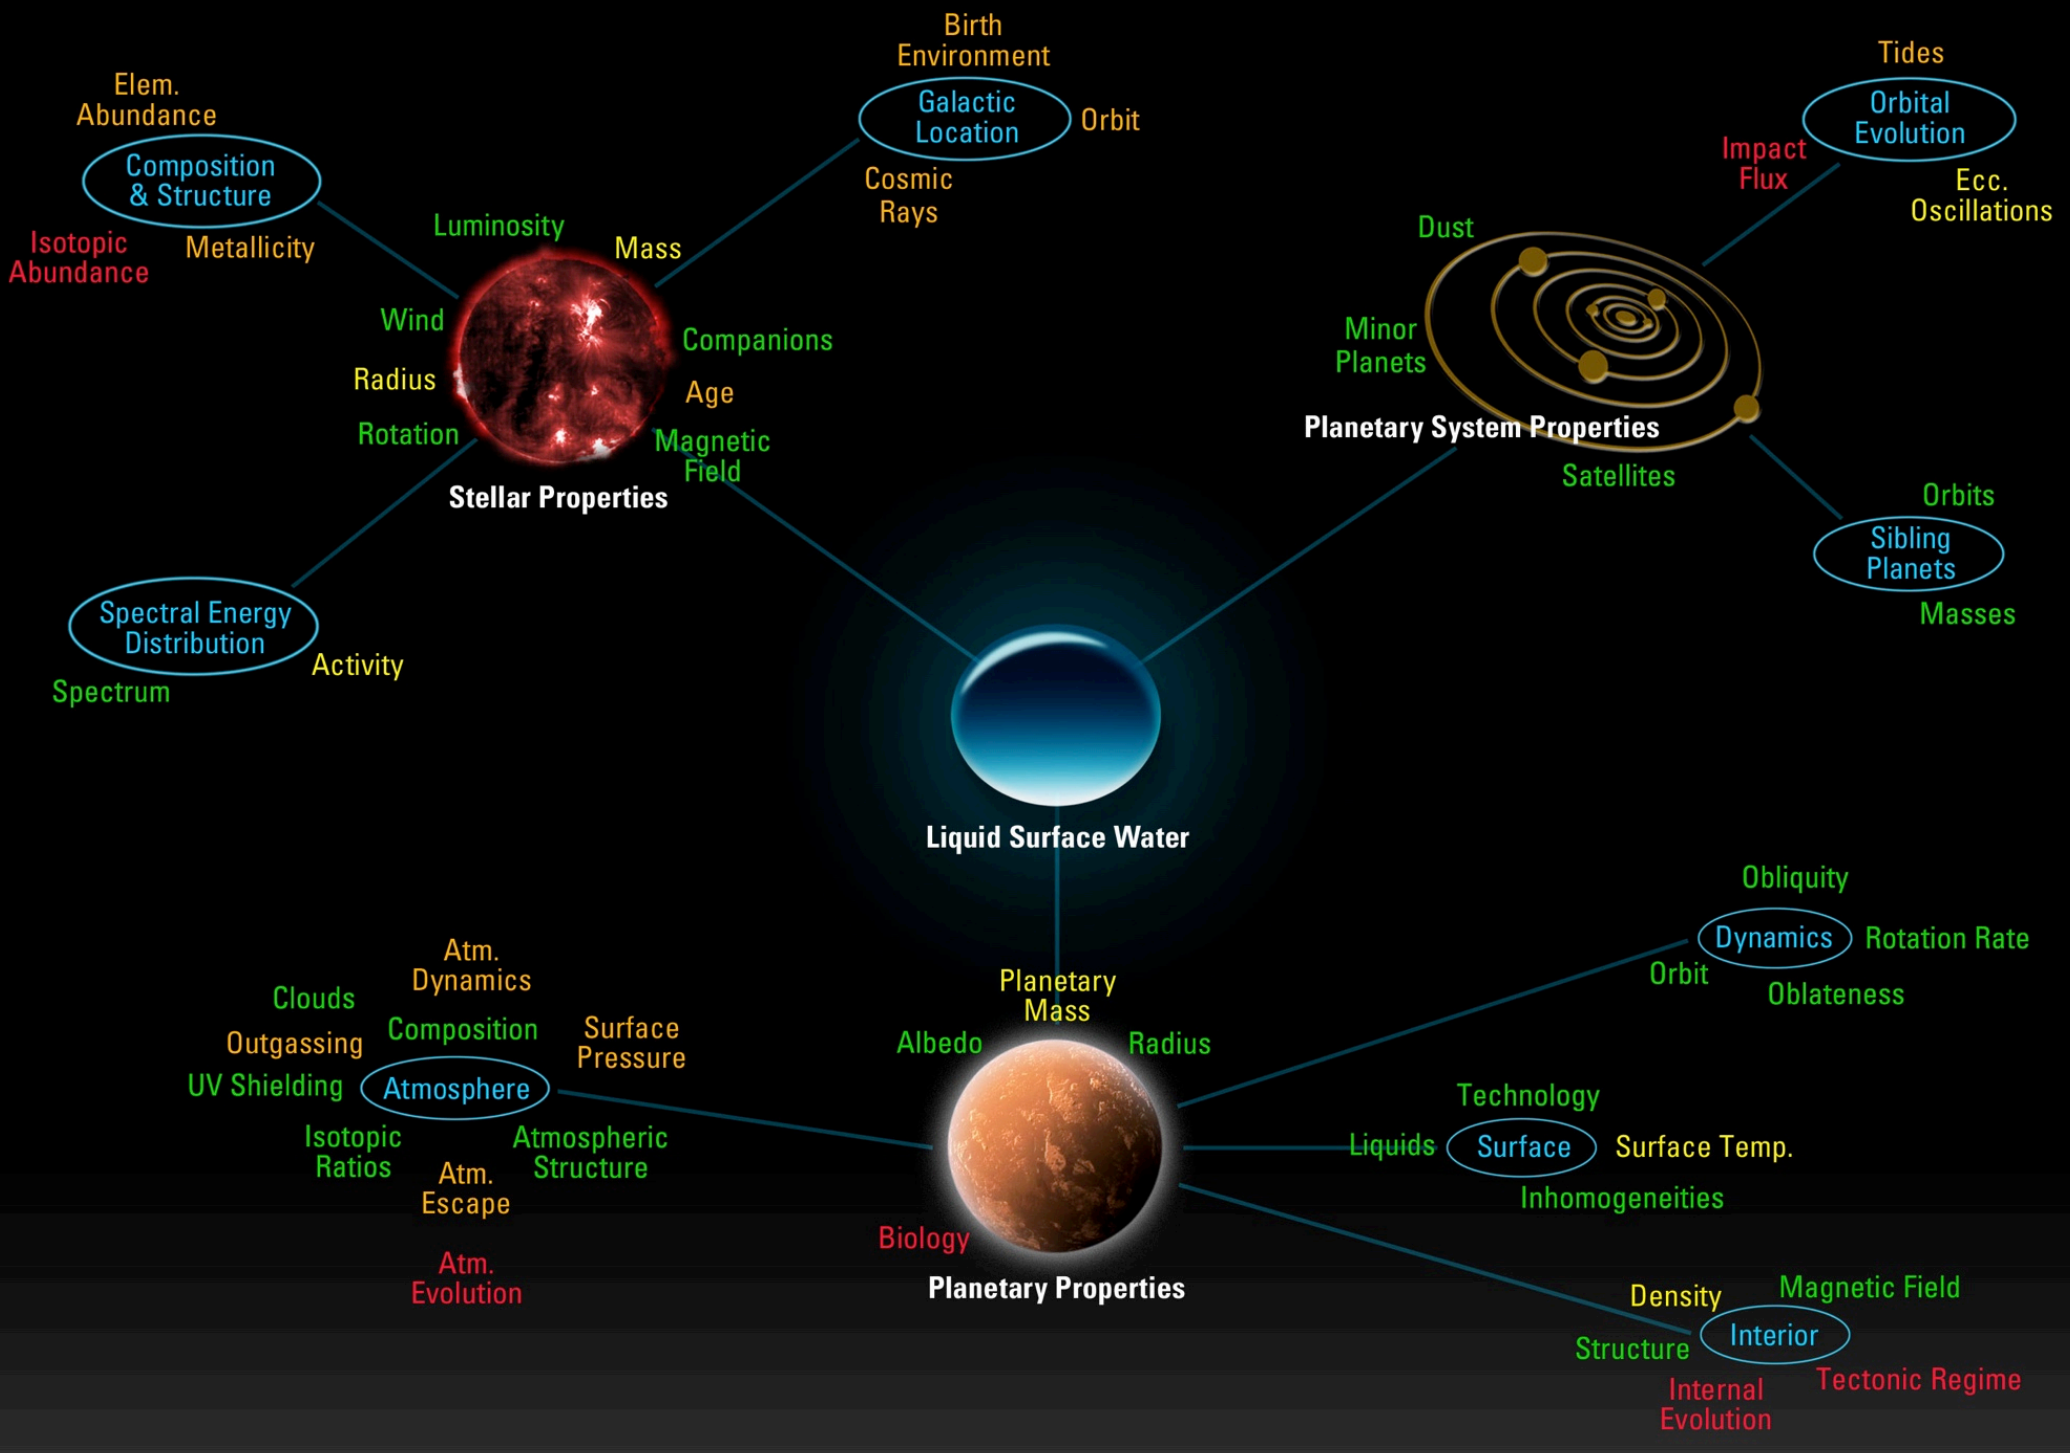 Birth
Environment
Galactic
Location
Orbit
Cosmic
Rays
Tides
Orbital
Evolution
Impact
Flux
Ecc.
Oscillations
Elem.
Abundance
Composition
& Structure
Isotopic
Abundance
Metallicity
Luminosity
Mass
Wind
Companions
Radius
Age
Rotation
Magnetic
Field
Stellar Properties
Spectral Energy
Distribution
Activity
Spectrum
Dust
Minor
Planets
Planetary System Properties
Satellites
Orbits
Sibling
Planets
Masses
Liquid Surface Water
Planetary
Mass
Albedo
Radius
Biology
Planetary Properties
Atm.
Dynamics
Clouds
Composition
Surface
Pressure
Outgassing
UV Shielding
Atmosphere
Isotopic
Ratios
Atmospheric
Structure
Atm.
Escape
Atm.
Evolution
Obliquity
Dynamics
Rotation Rate
Orbit
Oblateness
Technology
Liquids
Surface
Surface Temp.
Inhomogeneities
Density
Magnetic Field
Interior
Structure
Tectonic Regime
Internal
Evolution